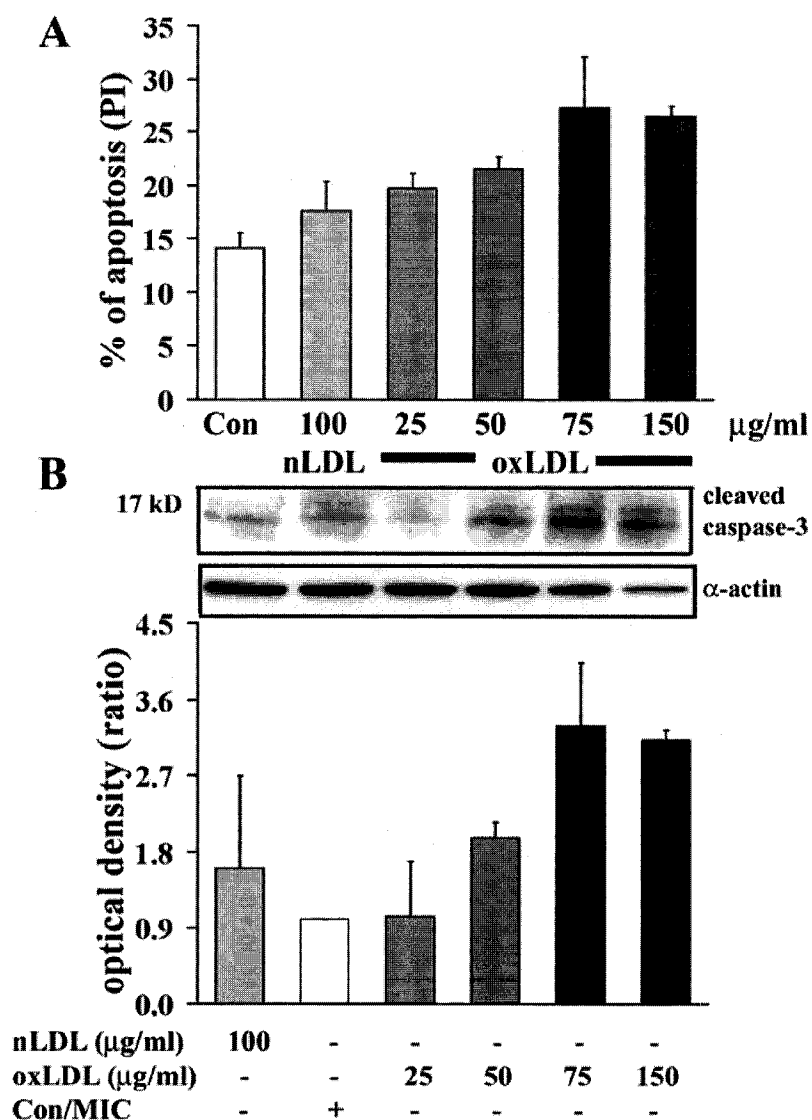 A
% of apoptosis (PI)
35
30
25
20
15
10
5
0
Con 100 25 50 75 150 µg/ml
nLDL oxLDL
B
17 kD
cleaved
caspase-3
α-actin
optical density (ratio)
4.5
3.6
2.7
1.8
0.9
0.0
nLDL (µg/ml) 100 - - - - -
oxLDL (µg/ml) - - 25 50 75 150
Con/MIC - + - - - -